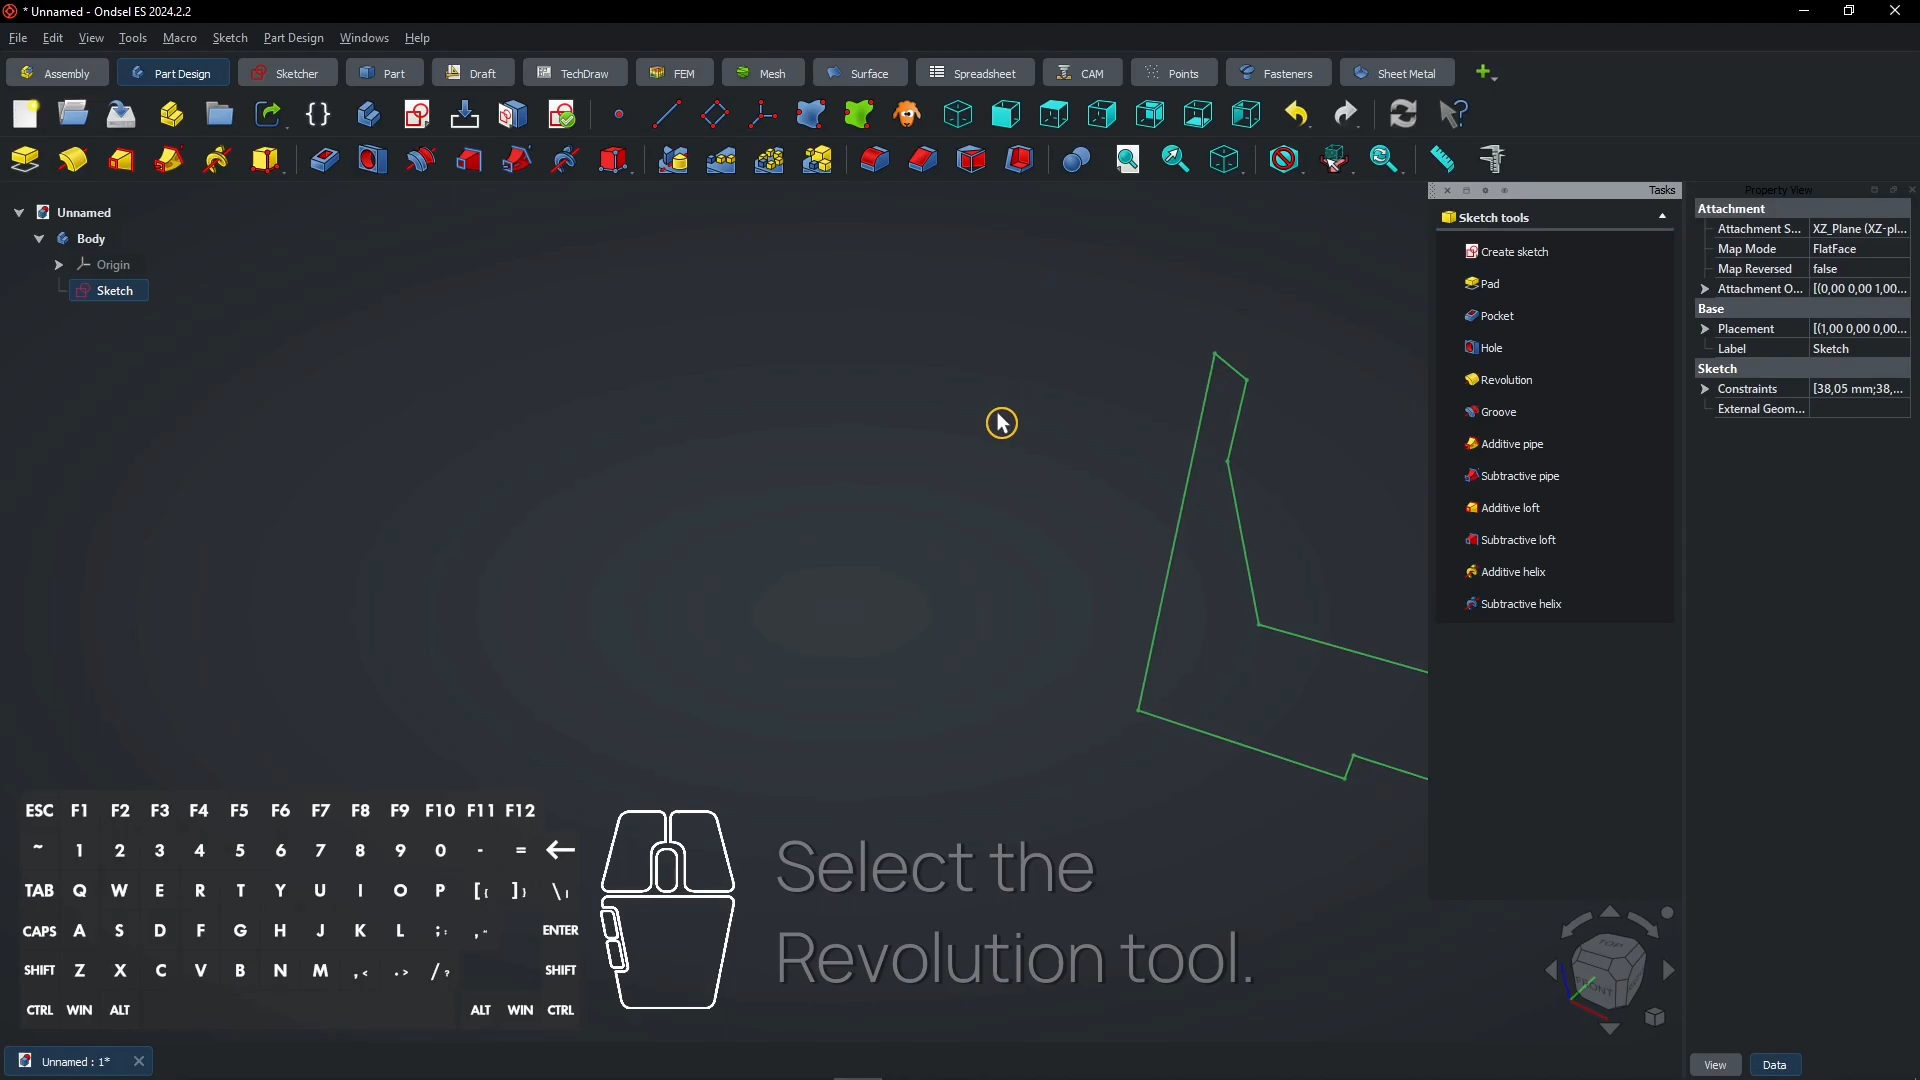 * Unnamed - Ondsel ES 2024.2.2
File Edit View Tools Macro Sketch Part Design Windows Help
Assembly Part Design Sketcher Part Draft TechDraw FEM Mesh Surface Spreadsheet CAM Points Fasteners Sheet Metal
Unnamed
Body
Origin
Sketch
Tasks
Sketch tools
Create sketch
Pad
Pocket
Hole
Revolution
Groove
Additive pipe
Subtractive pipe
Additive loft
Subtractive loft
Additive helix
Subtractive helix
Property View
Attachment
Attachment S... XZ_Plane (XZ-pl...
Map Mode FlatFace
Map Reversed false
Attachment O... [(0,00 0,00 1,00...
Base
Placement [(1,00 0,00 0,00...
Label Sketch
Sketch
Constraints [38,05 mm;38,...
External Geom...
ESC F1 F2 F3 F4 F5 F6 F7 F8 F9 F10 F11 F12
~ 1 2 3 4 5 6 7 8 9 0 - = ←
TAB Q W E R T Y U I O P [{ ]} \|
CAPS A S D F G H J K L ;: ,“ ENTER
SHIFT Z X C V B N M ,< .> /? SHIFT
CTRL WIN ALT ALT WIN CTRL
Select the
Revolution tool.
TOP
FRONT
Unnamed : 1*
View Data